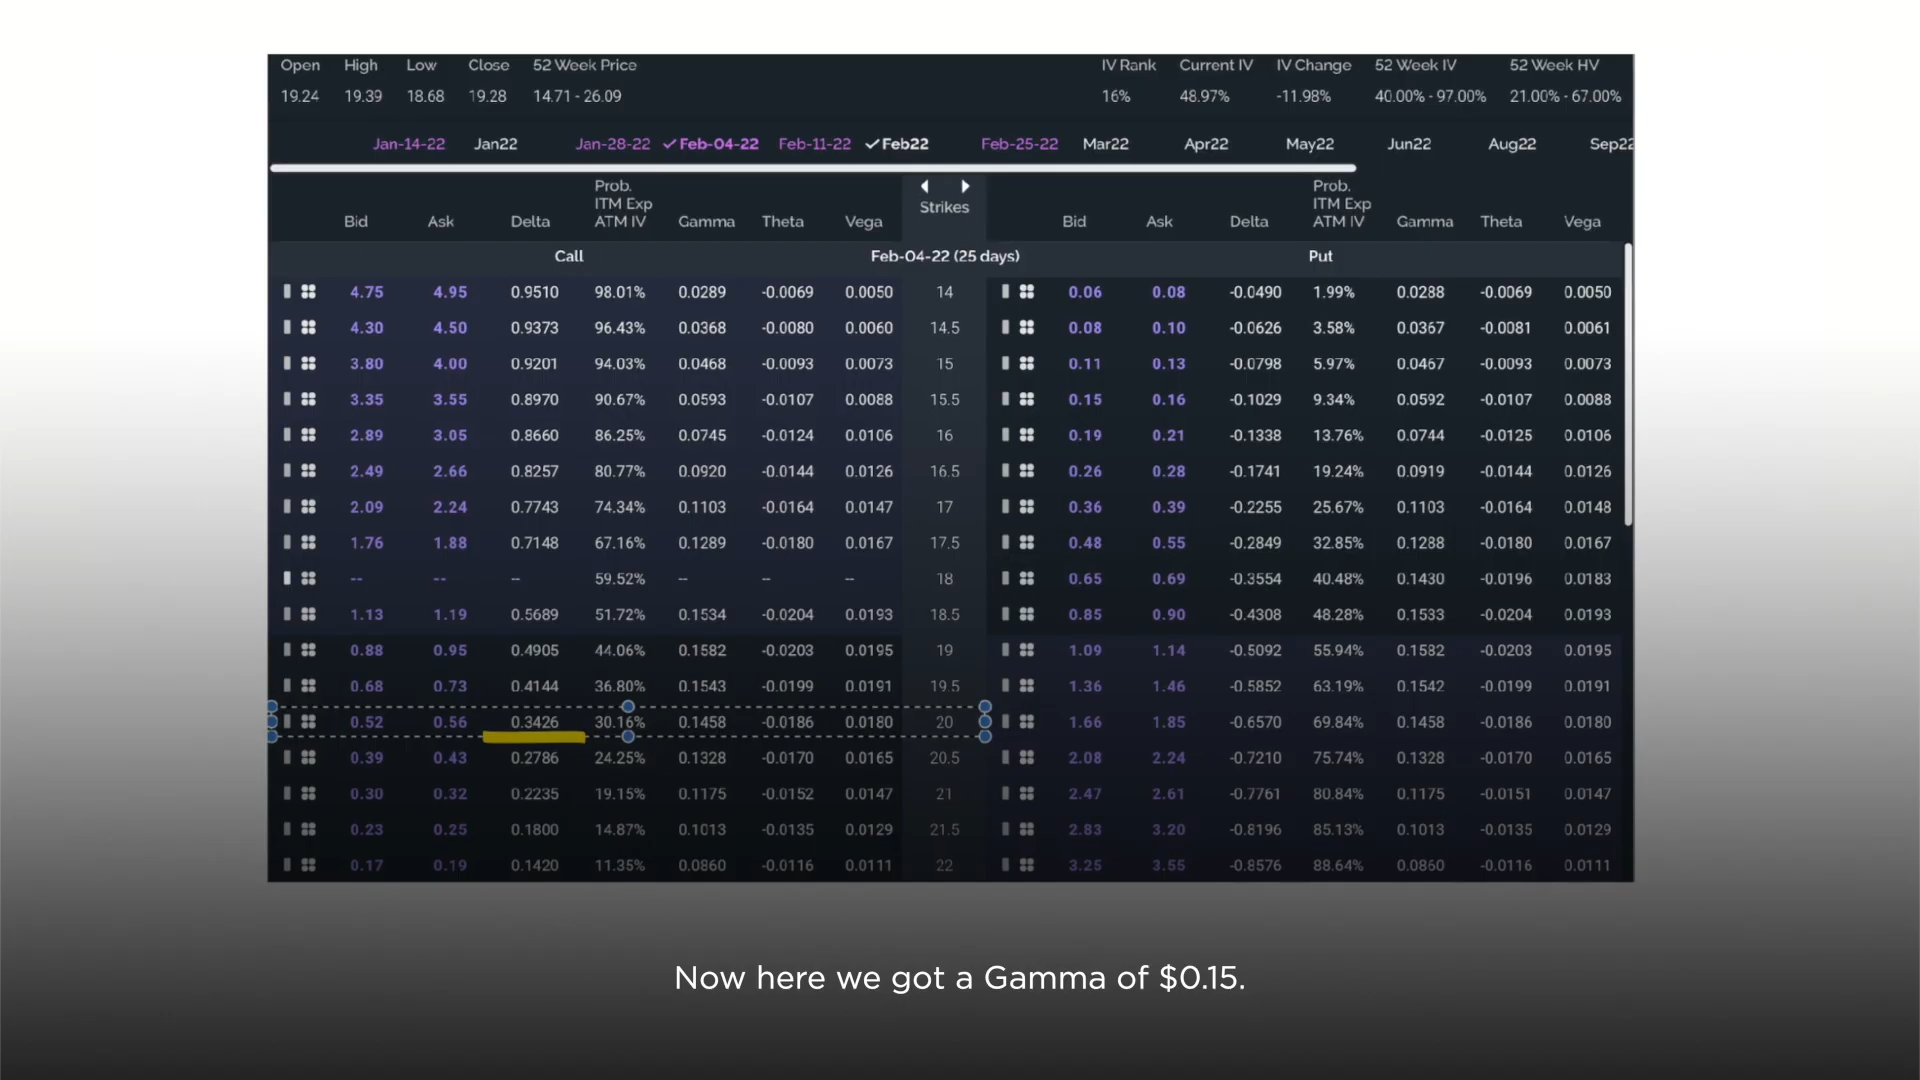 Open High Low Close 52 Week Price IV Rank Current IV IV Change 52 Week IV 52 Week HV
19.24 19.39 18.68 19.28 14.71 - 26.09 16% 48.97% -11.98% 40.00% - 97.00% 21.00% - 67.00%
Jan-14-22 Jan22 Jan-28-22 Feb-04-22 Feb-11-22 Feb22 Feb-25-22 Mar22 Apr22 May22 Jun22 Aug22 Sep22
Prob. Prob.
ITM Exp Strikes ITM Exp
Bid Ask Delta ATM IV Gamma Theta Vega Bid Ask Delta ATM IV Gamma Theta Vega
Call Feb-04-22 (25 days) Put
4.75 4.95 0.9510 98.01% 0.0289 -0.0069 0.0050 14 0.06 0.08 -0.0490 1.99% 0.0288 -0.0069 0.0050
4.30 4.50 0.9373 96.43% 0.0368 -0.0080 0.0060 14.5 0.08 0.10 -0.0626 3.58% 0.0367 -0.0081 0.0061
3.80 4.00 0.9201 94.03% 0.0468 -0.0093 0.0073 15 0.11 0.13 -0.0798 5.97% 0.0467 -0.0093 0.0073
3.35 3.55 0.8970 90.67% 0.0593 -0.0107 0.0088 15.5 0.15 0.16 -0.1029 9.34% 0.0592 -0.0107 0.0088
2.89 3.05 0.8660 86.25% 0.0745 -0.0124 0.0106 16 0.19 0.21 -0.1338 13.76% 0.0744 -0.0125 0.0106
2.49 2.66 0.8257 80.77% 0.0920 -0.0144 0.0126 16.5 0.26 0.28 -0.1741 19.24% 0.0919 -0.0144 0.0126
2.09 2.24 0.7743 74.34% 0.1103 -0.0164 0.0147 17 0.36 0.39 -0.2255 25.67% 0.1103 -0.0164 0.0148
1.76 1.88 0.7148 67.16% 0.1289 -0.0180 0.0167 17.5 0.48 0.55 -0.2849 32.85% 0.1288 -0.0180 0.0167
-- -- -- 59.52% -- -- -- 18 0.65 0.69 -0.3554 40.48% 0.1430 -0.0196 0.0183
1.13 1.19 0.5689 51.72% 0.1534 -0.0204 0.0193 18.5 0.85 0.90 -0.4308 48.28% 0.1533 -0.0204 0.0193
0.88 0.95 0.4905 44.06% 0.1582 -0.0203 0.0195 19 1.09 1.14 -0.5092 55.94% 0.1582 -0.0203 0.0195
0.68 0.73 0.4144 36.80% 0.1543 -0.0199 0.0191 19.5 1.36 1.46 -0.5852 63.19% 0.1542 -0.0199 0.0191
0.52 0.56 0.3426 30.16% 0.1458 -0.0186 0.0180 20 1.66 1.85 -0.6570 69.84% 0.1458 -0.0186 0.0180
0.39 0.43 0.2786 24.25% 0.1328 -0.0170 0.0165 20.5 2.08 2.24 -0.7210 75.74% 0.1328 -0.0170 0.0165
0.30 0.32 0.2235 19.15% 0.1175 -0.0152 0.0147 21 2.47 2.61 -0.7761 80.84% 0.1175 -0.0151 0.0147
0.23 0.25 0.1800 14.87% 0.1013 -0.0135 0.0129 21.5 2.83 3.20 -0.8196 85.13% 0.1013 -0.0135 0.0129
0.17 0.19 0.1420 11.35% 0.0860 -0.0116 0.0111 22 3.25 3.55 -0.8576 88.64% 0.0860 -0.0116 0.0111
Now here we got a Gamma of $0.15.